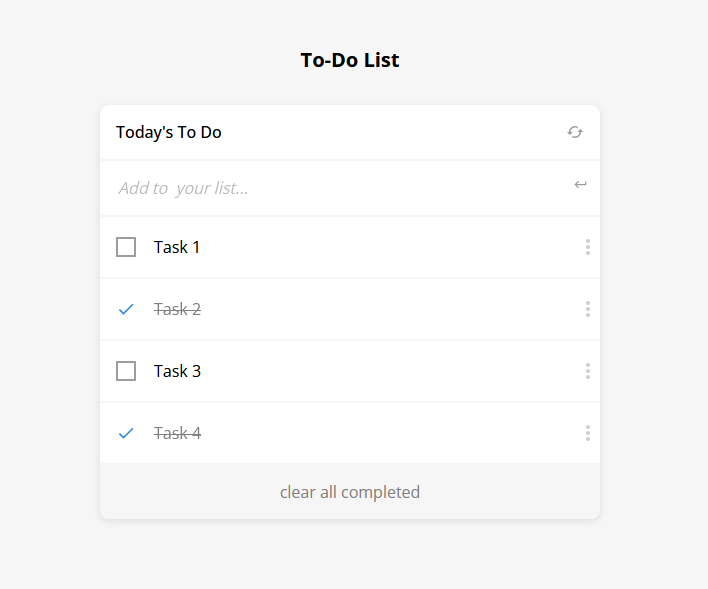 To-Do List
Today's To Do
Add to  your list...
Task 1
Task 2
Task 3
Task 4
clear all completed